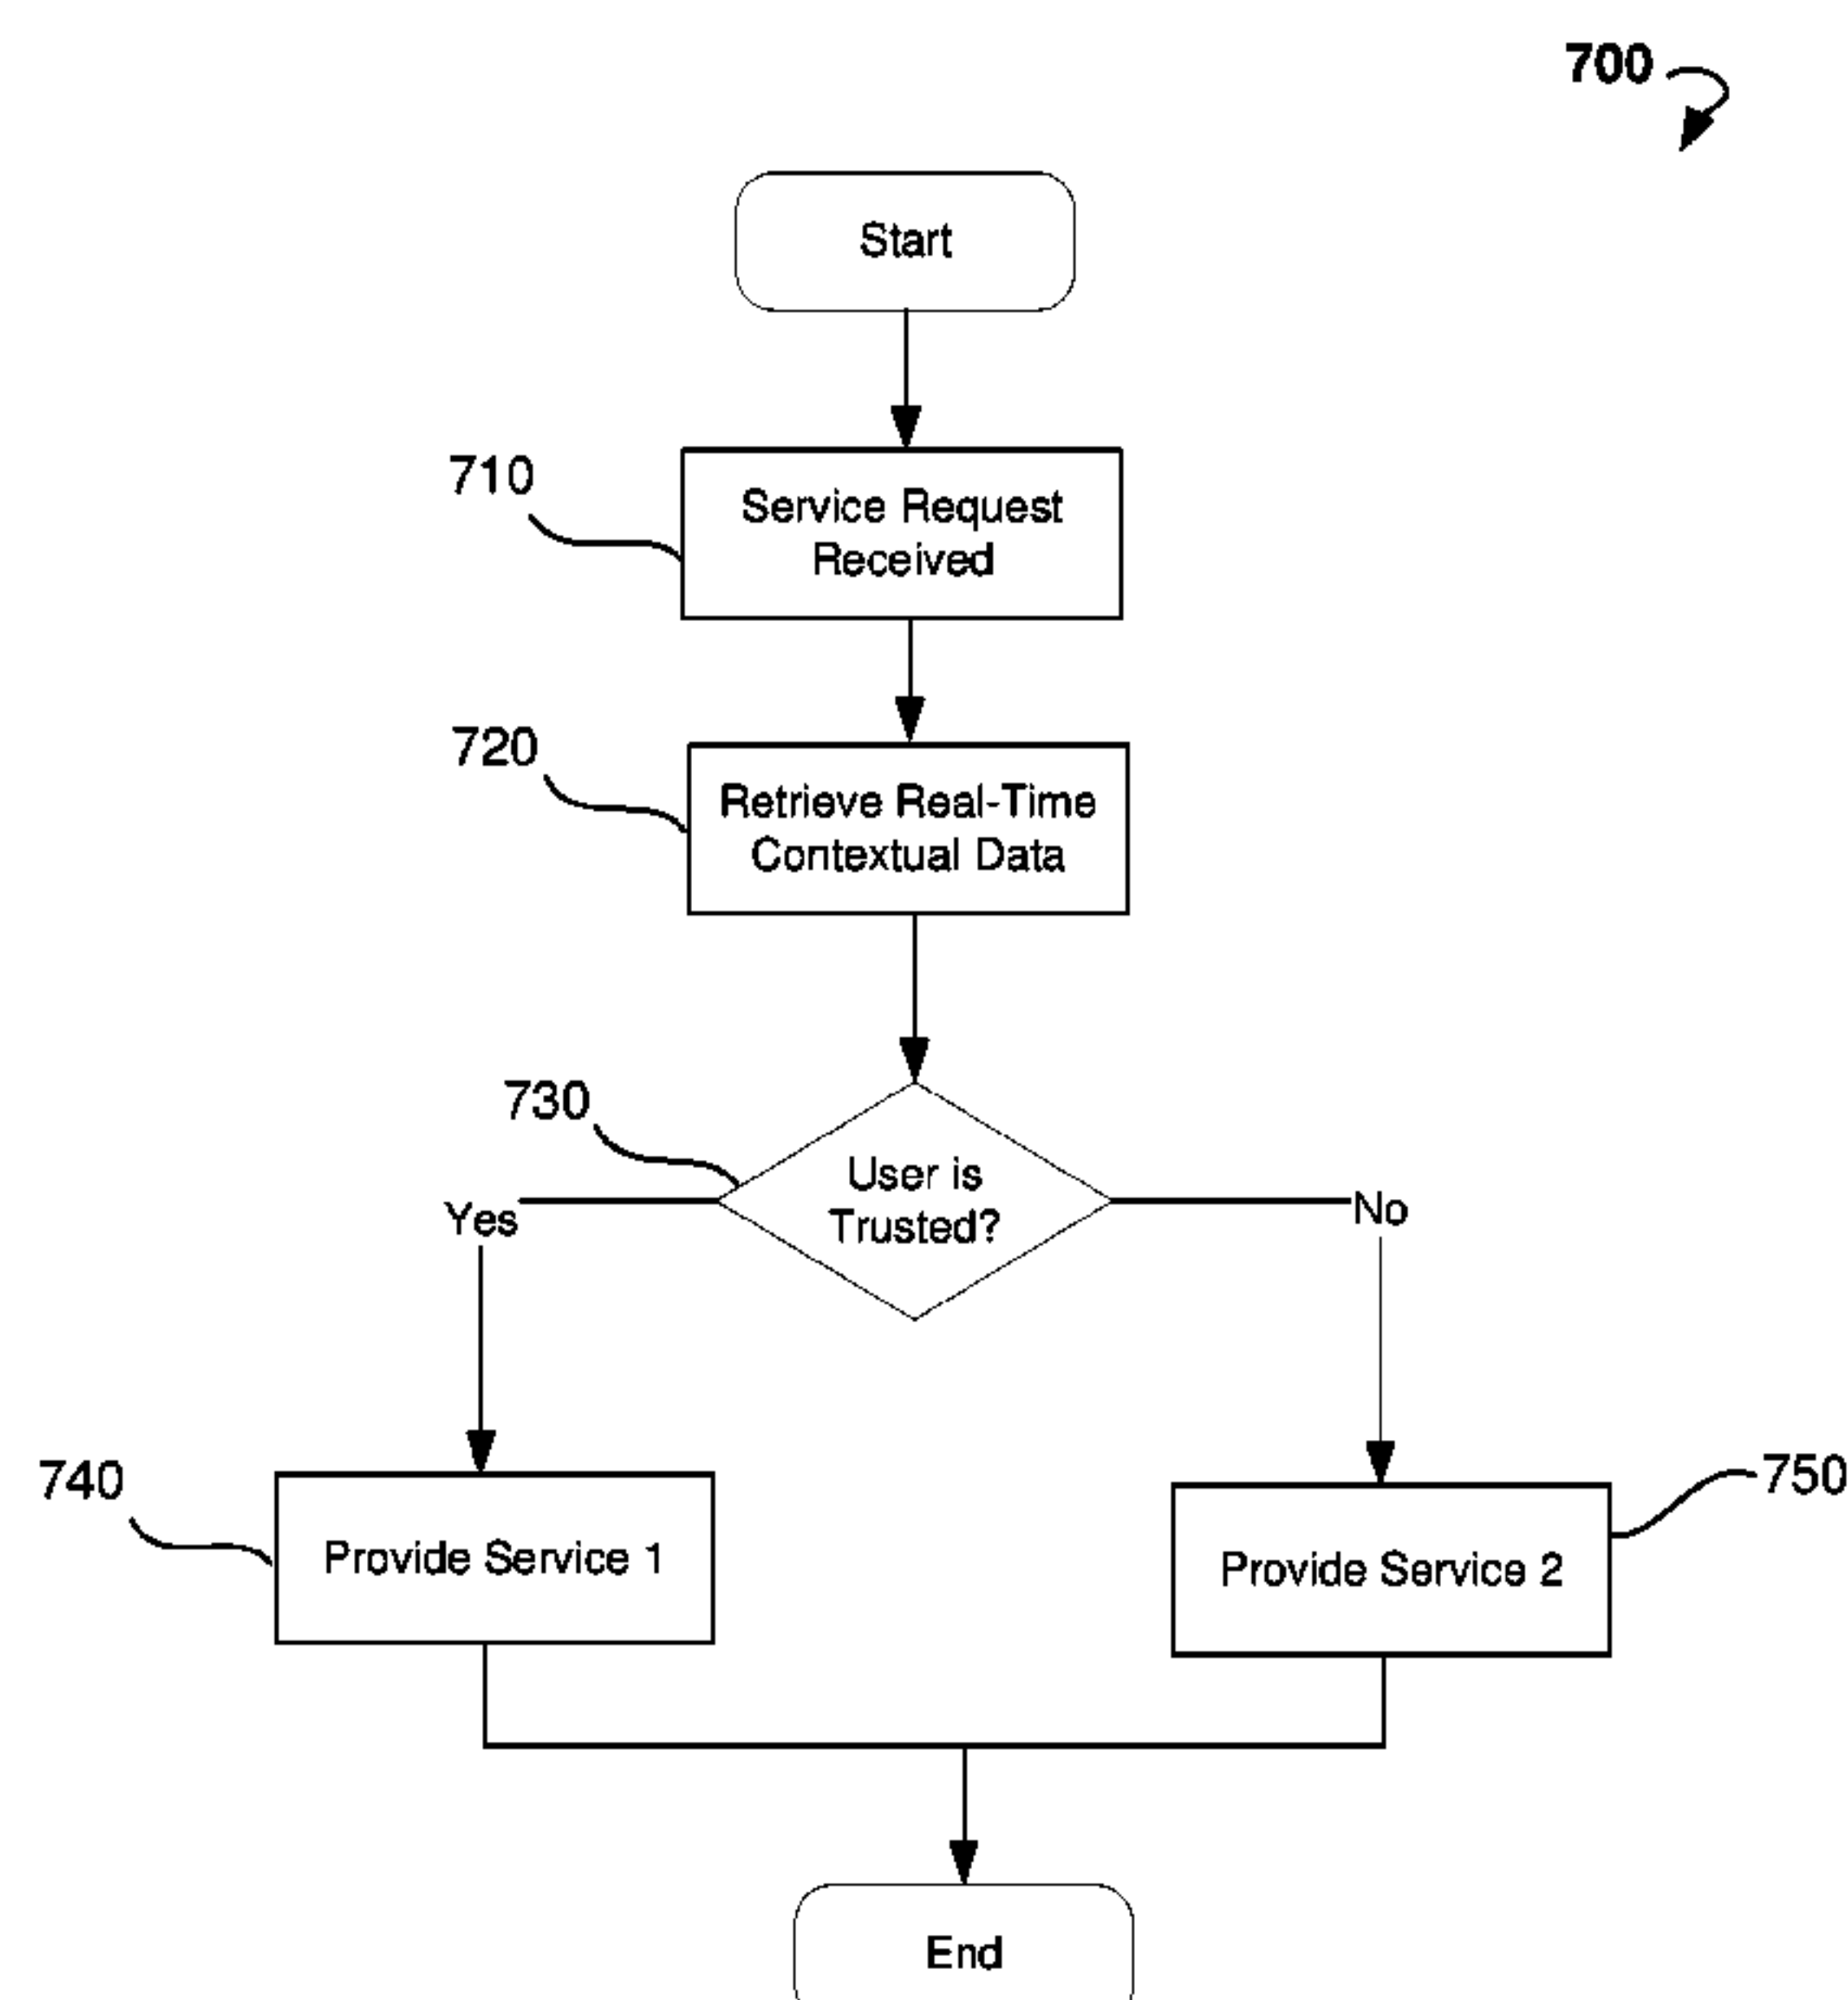 700
Start
710
Service Request
Received
720
Retrieve Real-Time
Contextual Data
730
User is
Trusted?
Yes
No
740
Provide Service 1
750
Provide Service 2
End